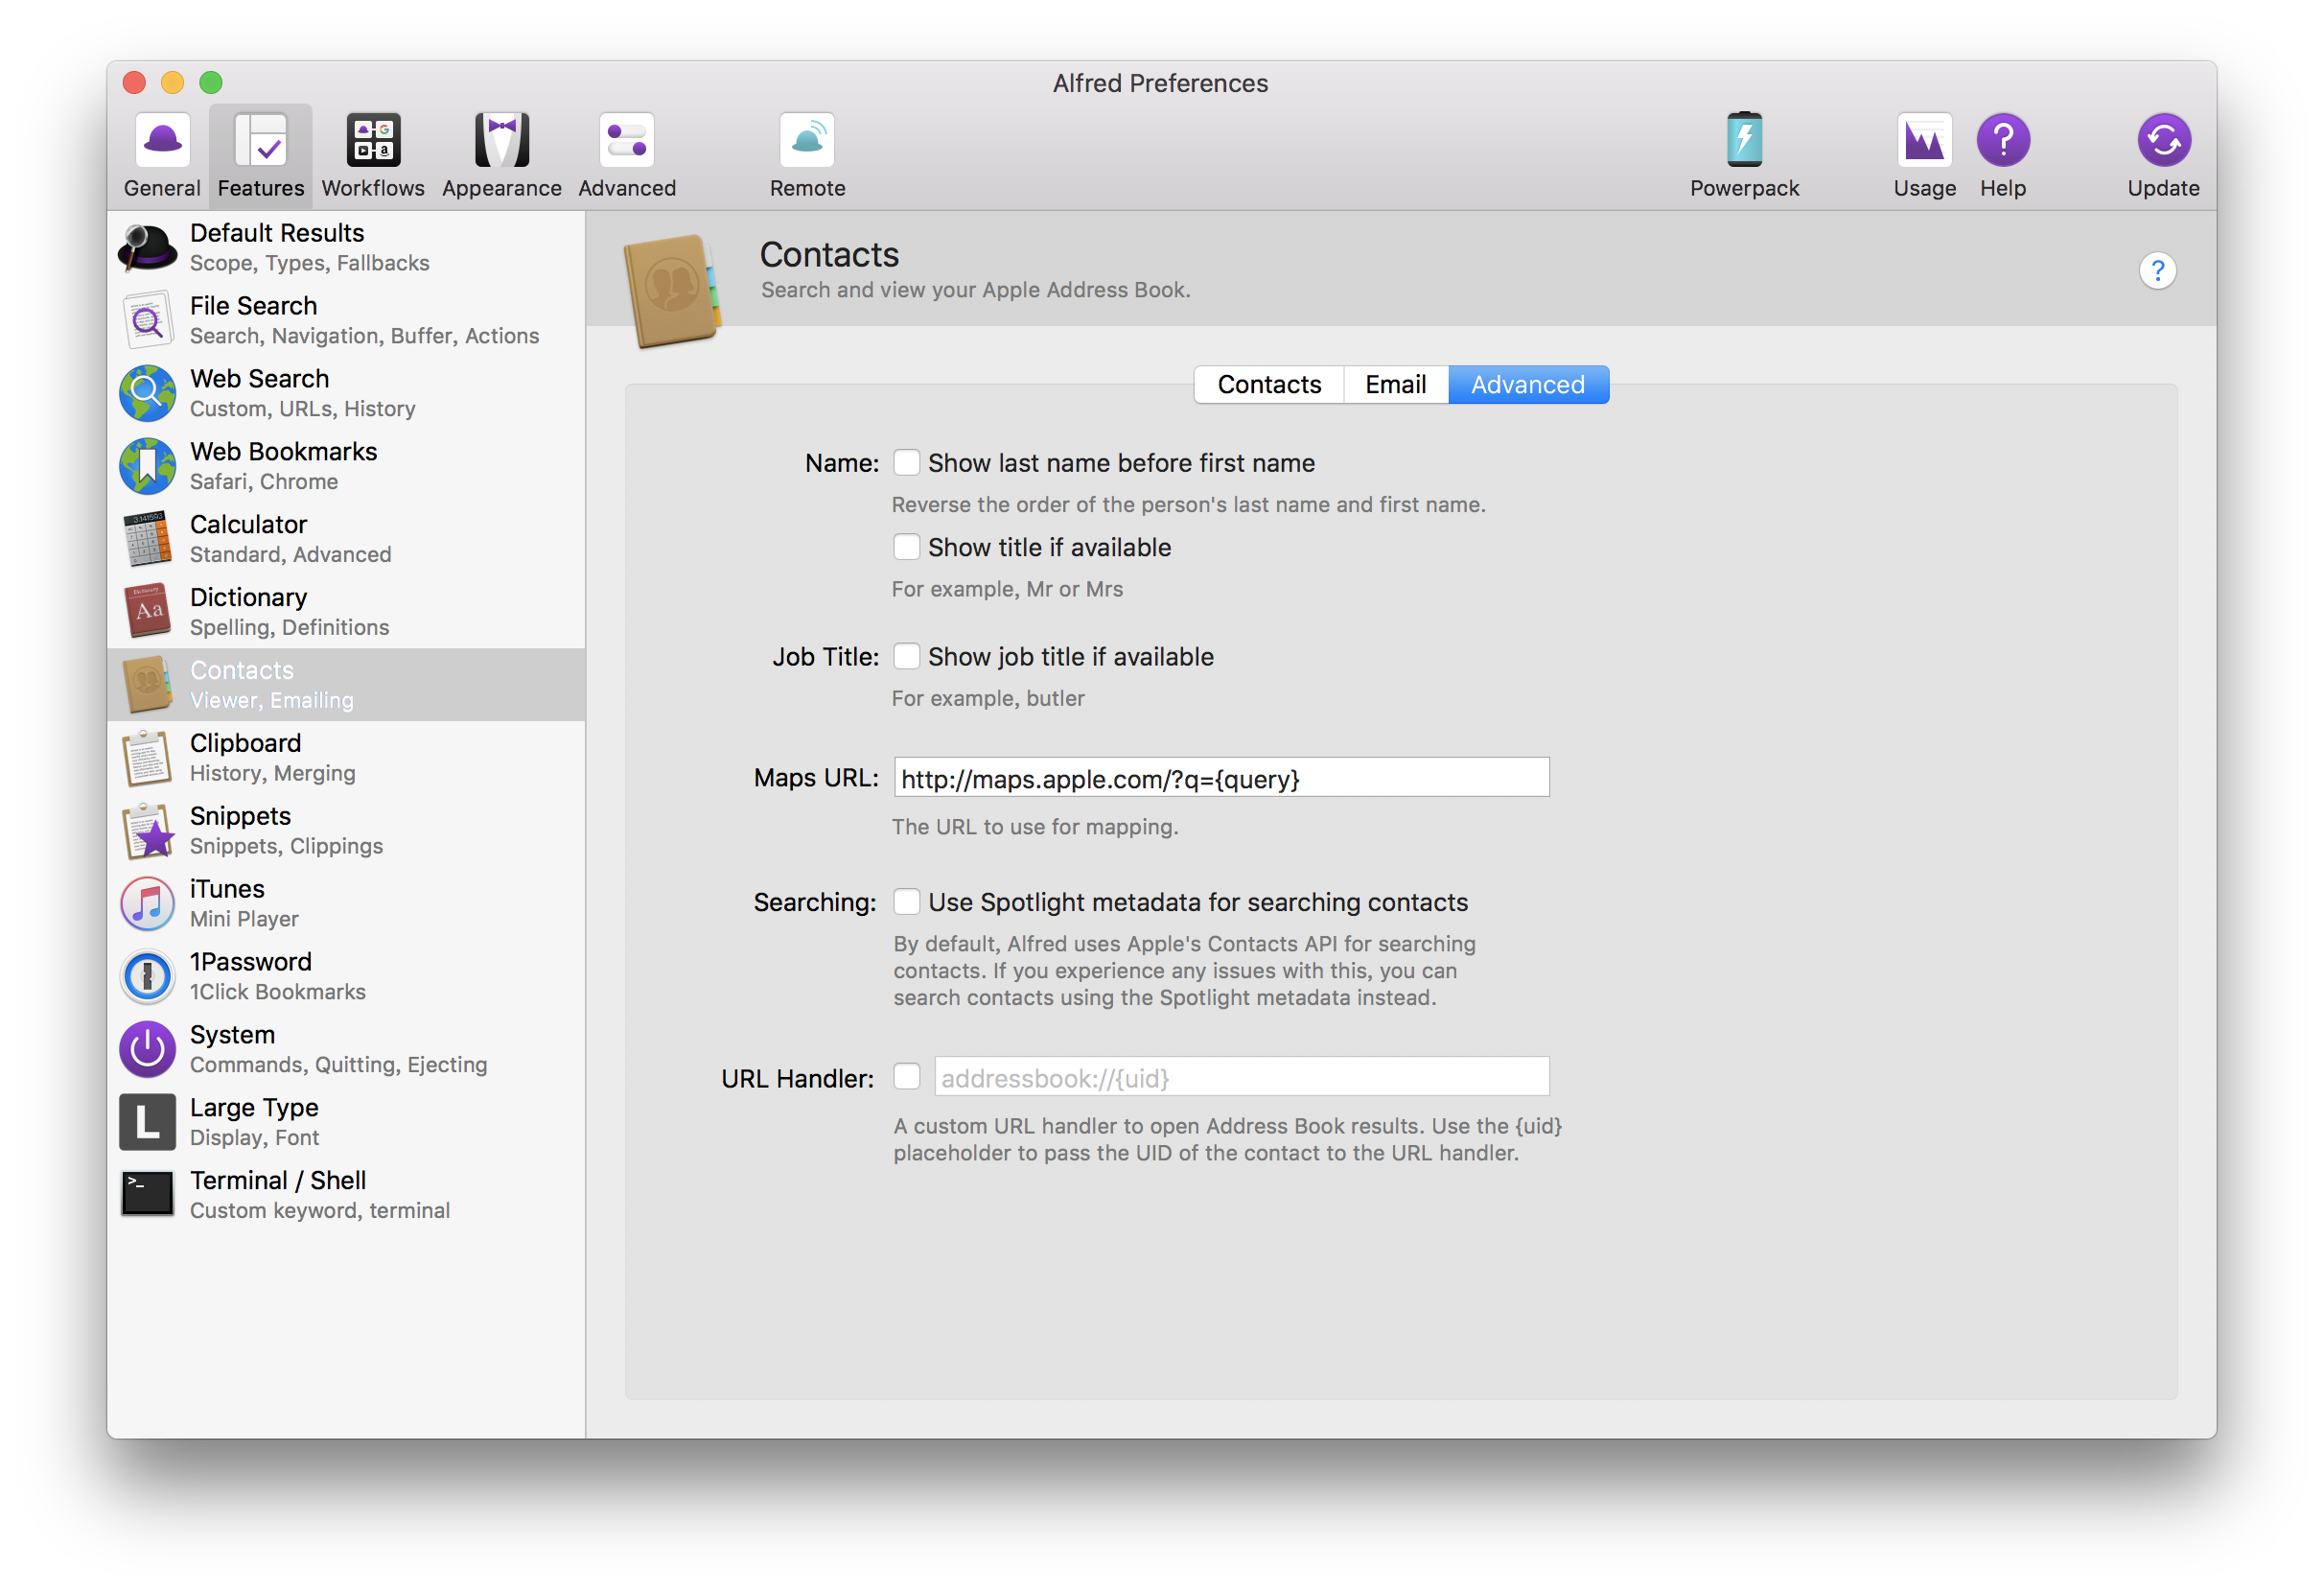 Alfred Preferences
General
Features
Workflows
Appearance
Advanced
Remote
Powerpack
Usage
Help
Update
Default Results
Scope, Types, Fallbacks
File Search
Search, Navigation, Buffer, Actions
Web Search
Custom, URLs, History
Web Bookmarks
Safari, Chrome
Calculator
Standard, Advanced
Dictionary
Spelling, Definitions
Contacts
Viewer, Emailing
Clipboard
History, Merging
Snippets
Snippets, Clippings
iTunes
Mini Player
1Password
1Click Bookmarks
System
Commands, Quitting, Ejecting
L
Large Type
Display, Font
>_
Terminal / Shell
Custom keyword, terminal
Contacts
Search and view your Apple Address Book.
?
Contacts
Email
Advanced
Name: Show last name before first name
Reverse the order of the person's last name and first name.
Show title if available
For example, Mr or Mrs
Job Title: Show job title if available
For example, butler
Maps URL: http://maps.apple.com/?q={query}
The URL to use for mapping.
Searching: Use Spotlight metadata for searching contacts
By default, Alfred uses Apple's Contacts API for searching
contacts. If you experience any issues with this, you can
search contacts using the Spotlight metadata instead.
URL Handler: addressbook://{uid}
A custom URL handler to open Address Book results. Use the {uid}
placeholder to pass the UID of the contact to the URL handler.